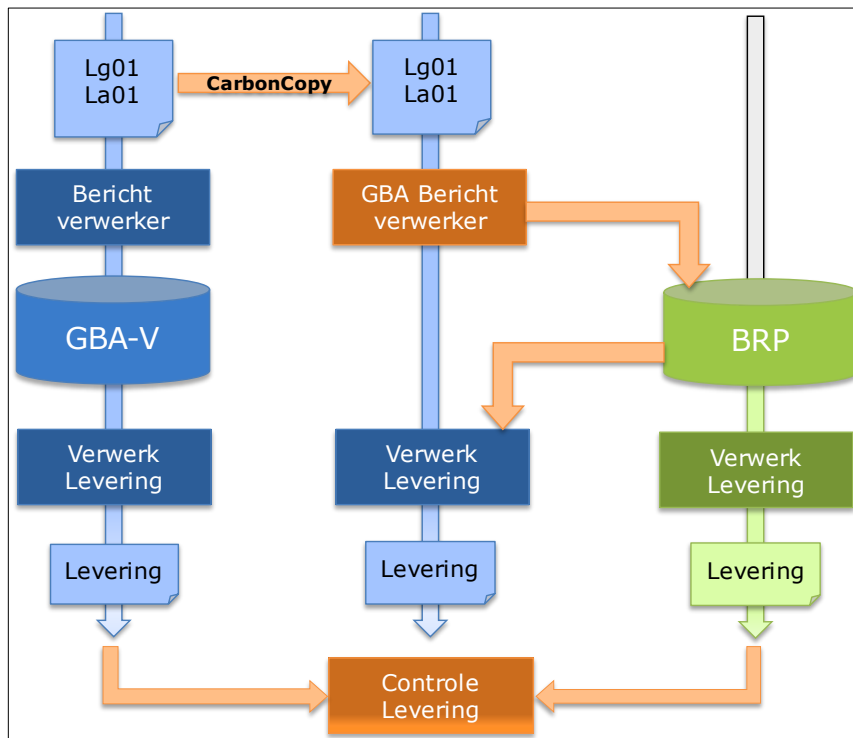 Lg01
La01
CarbonCopy
Lg01
La01
Bericht
verwerker
GBA Bericht
verwerker
GBA-V
BRP
Verwerk
Levering
Verwerk
Levering
Verwerk
Levering
Levering
Levering
Levering
Controle
Levering